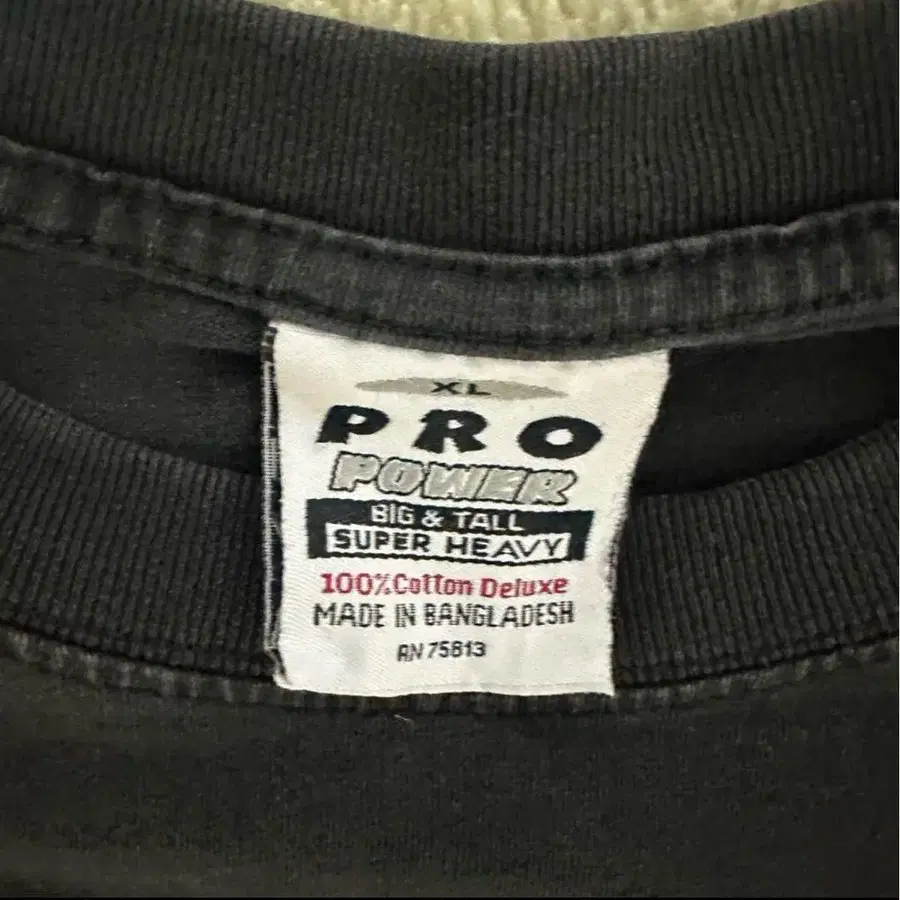 XL
PRO
POWER
BIG & TALL
SUPER HEAVY
100% Cotton Deluxe
MADE IN BANGLADESH
RN 75813